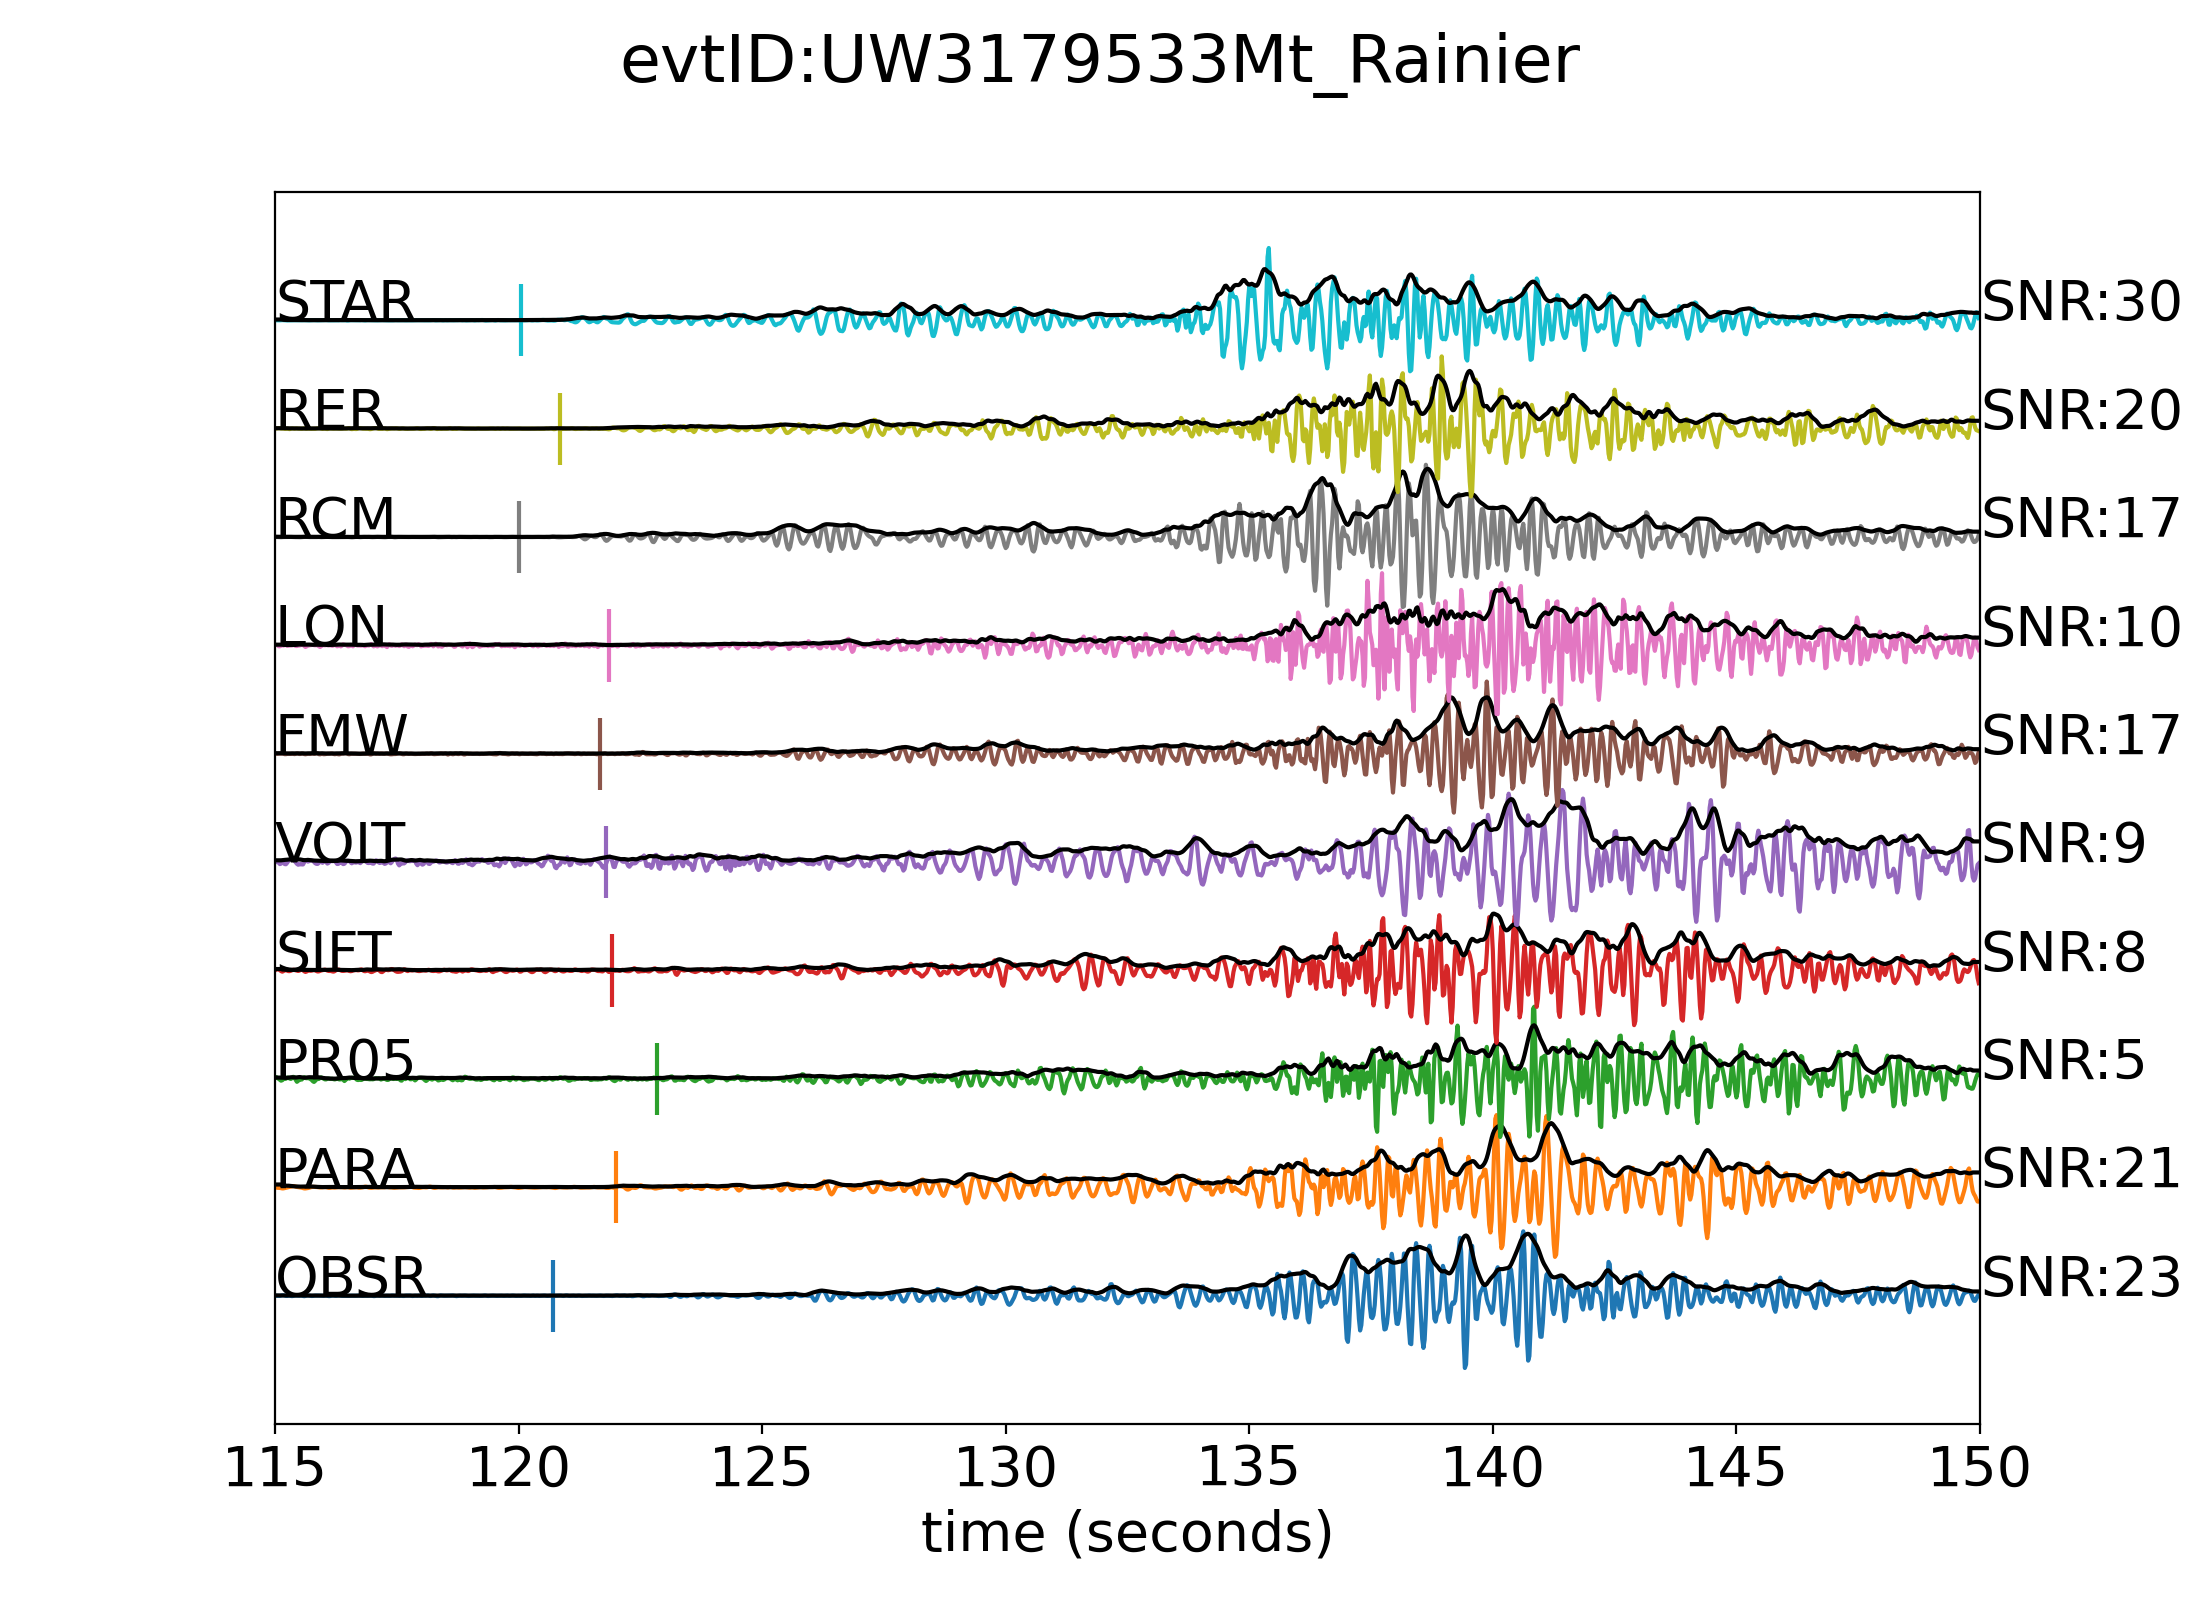 evtID:UW3179533Mt_Rainier
STAR SNR:30
RER SNR:20
RCM SNR:17
LON SNR:10
FMW SNR:17
VOIT SNR:9
SIFT SNR:8
PR05 SNR:5
PARA SNR:21
OBSR SNR:23
115 120 125 130 135 140 145 150
time (seconds)